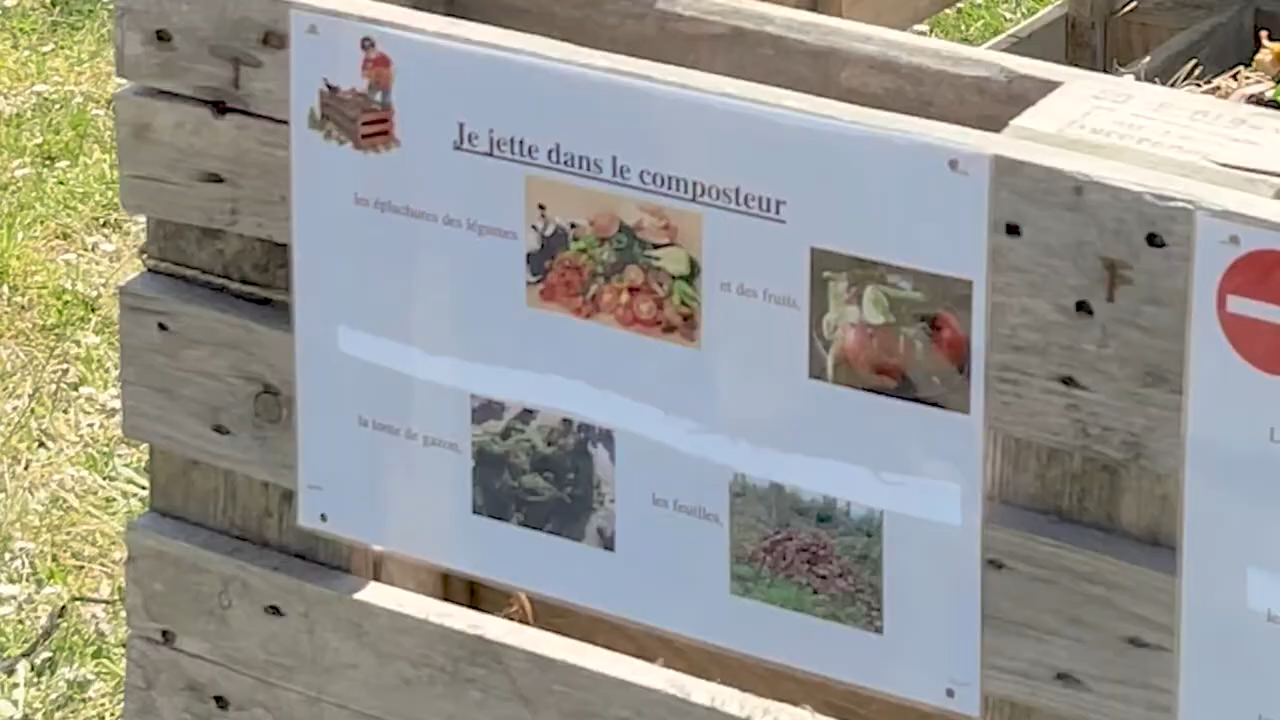 Je jette dans le composteur
les épluchures des légumes
et des fruits,
la tonte de gazon,
les feuilles,